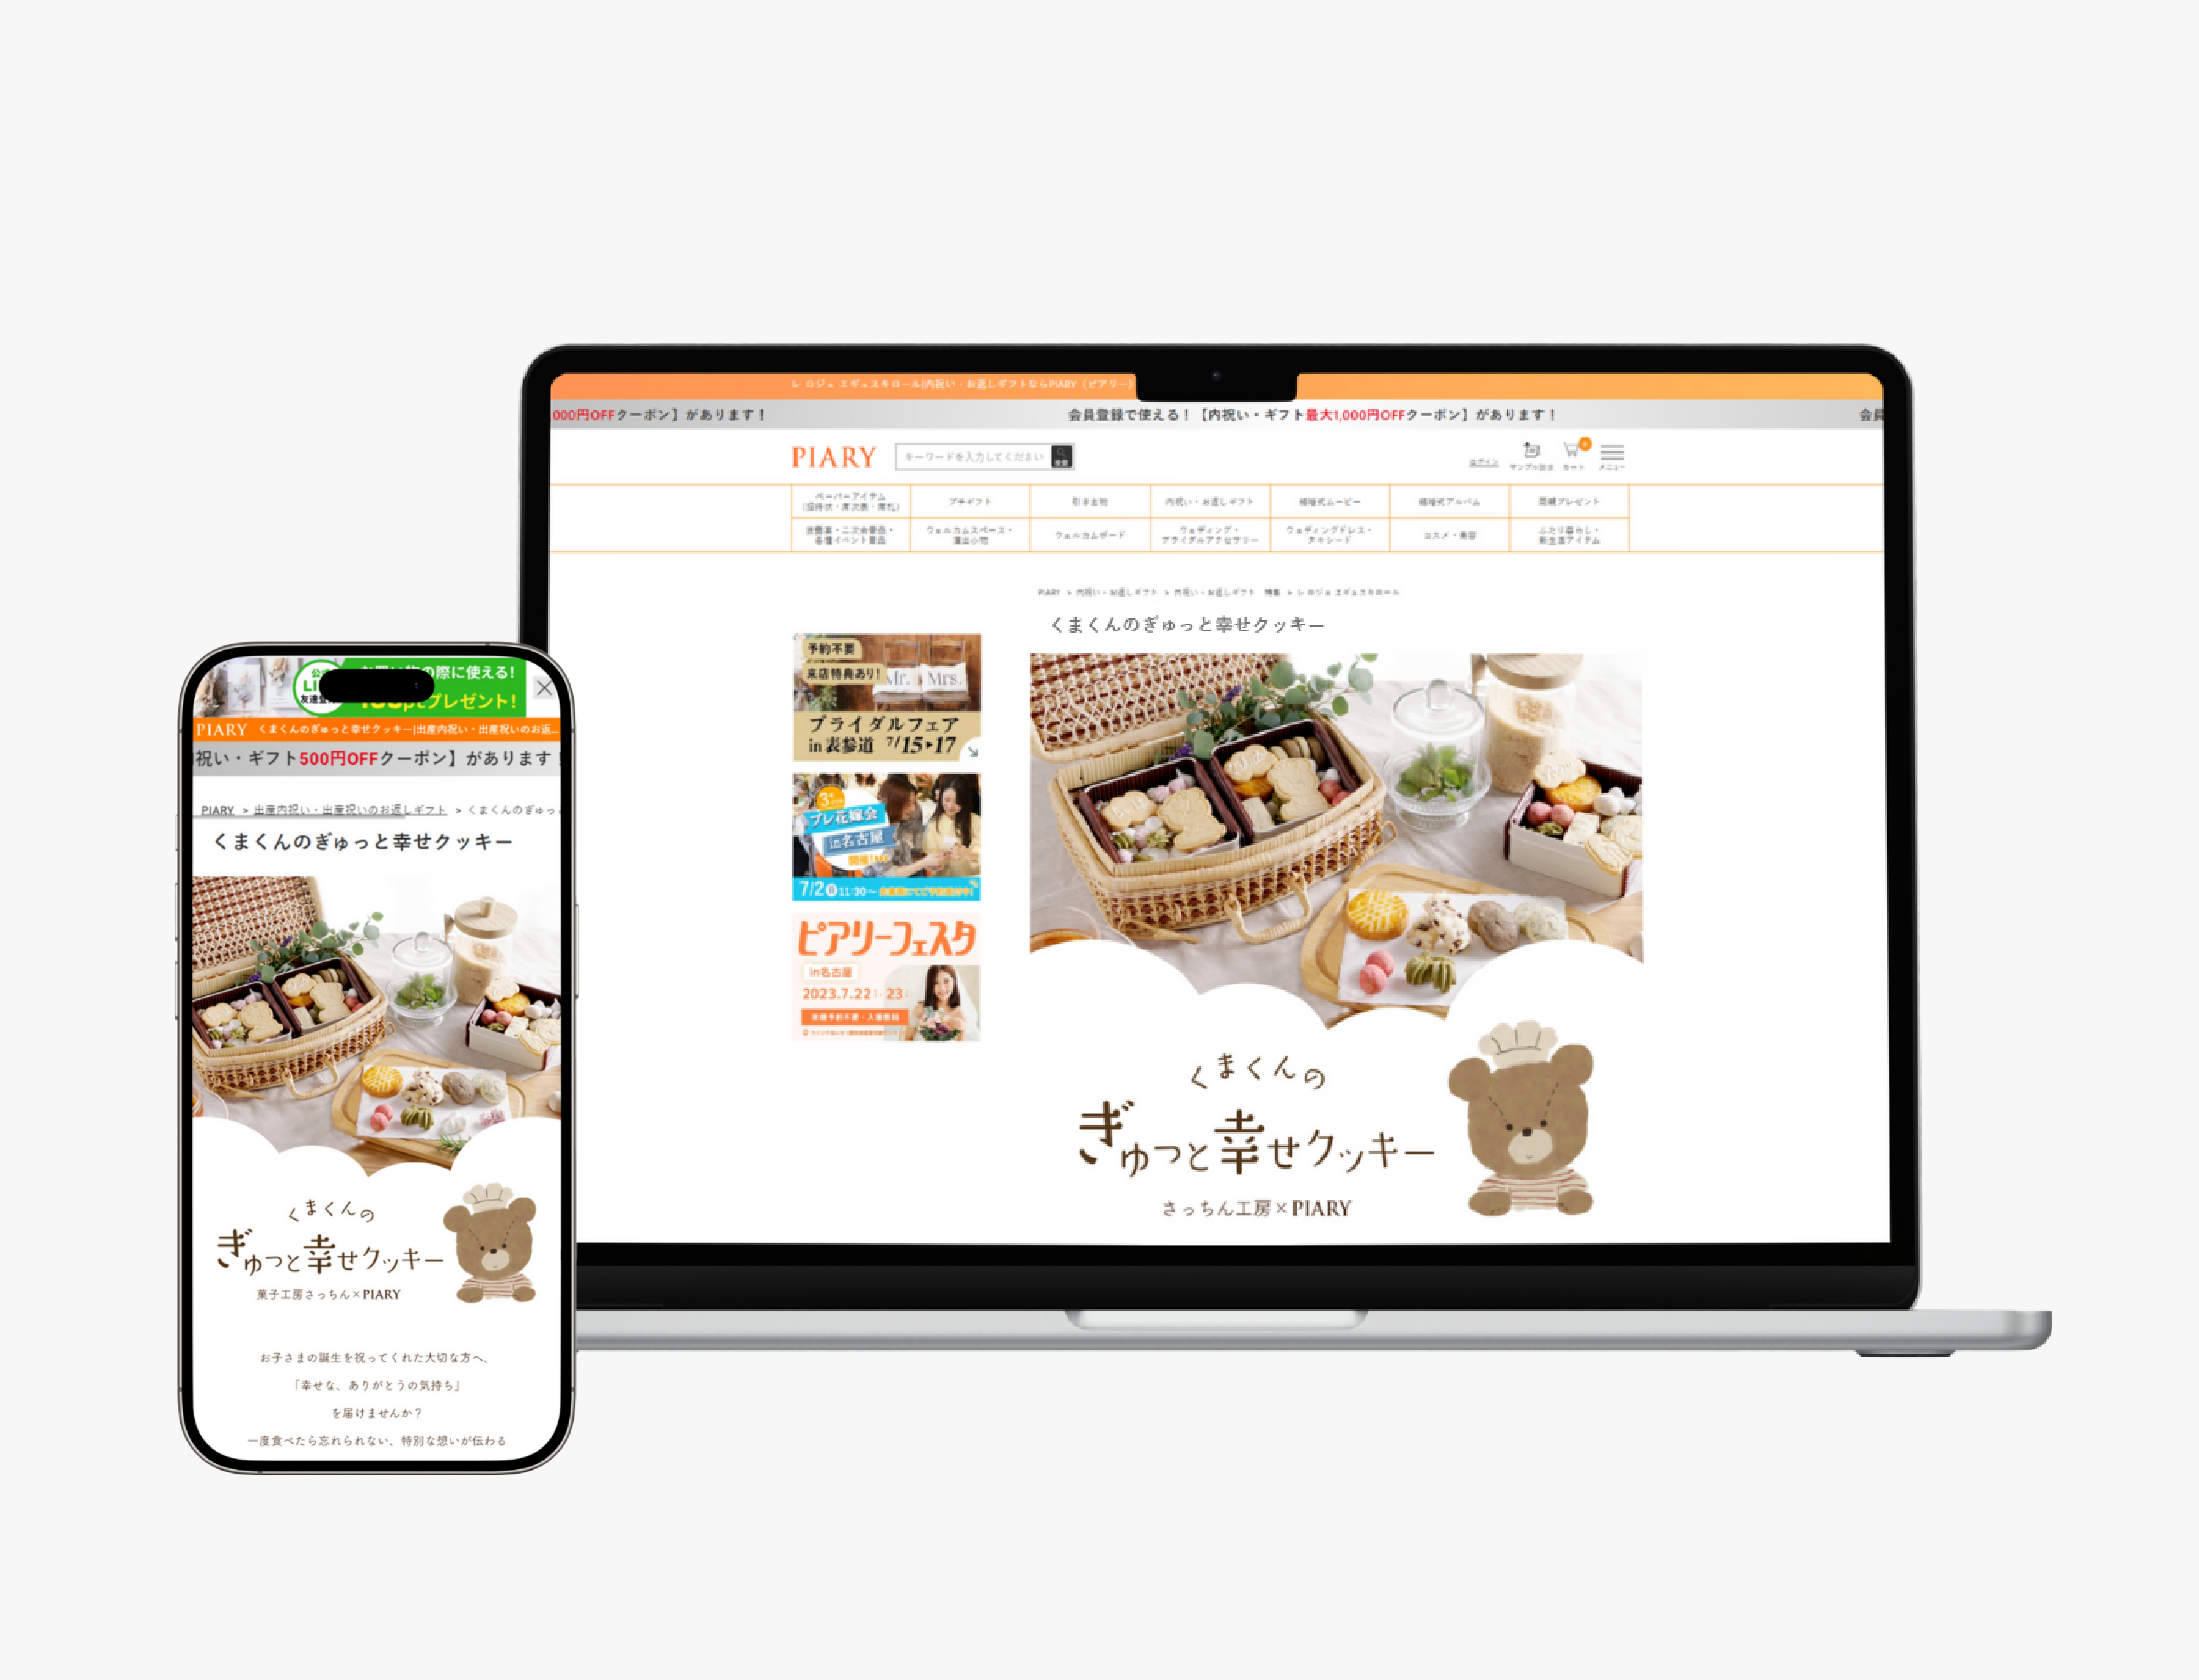 レ ロジェ エギュスキロール|内祝い・お返しギフトならPIARY（ピアリー）
,000円OFFクーポン】があります！
会員登録で使える！【内祝い・ギフト最大1,000円OFFクーポン】があります！
会員
PIARY
キーワードを入力してください
検索
ログイン
サンプル請求
カート
0
メニュー
ペーパーアイテム
（招待状・席次表・席札）
プチギフト
引き出物
内祝い・お返しギフト
結婚式ムービー
結婚式アルバム
両親プレゼント
披露宴・二次会景品・
各種イベント景品
ウェルカムスペース・
演出小物
ウェルカムボード
ウェディング・
ブライダルアクセサリー
ウェディングドレス・
タキシード
コスメ・美容
ふたり暮らし・
新生活アイテム
PIARY > 内祝い・お返しギフト > 内祝い・お返しギフト 特集 > レ ロジェ エギュスキロール
くまくんのぎゅっと幸せクッキー
予約不要
来店特典あり!
Mr. Mrs.
ブライダルフェア
in表参道 7/15▸17
プレ花嫁会
in名古屋
開催!
7/2 日 11:30〜
ピアリーフェスタ
in名古屋
2023.7.22 23
来場予約不要・入場無料
くまくんの
ぎゅっと幸せクッキー
さっちん工房×PIARY
の際に使える!
友達登
ptプレゼント!
PIARY くまくんのぎゅっと幸せクッキー|出産内祝い・出産祝いのお返...
祝い・ギフト500円OFFクーポン】があります！
PIARY > 出産内祝い・出産祝いのお返しギフト > くまくんのぎゅっ
くまくんのぎゅっと幸せクッキー
くまくんの
ぎゅっと幸せクッキー
菓子工房さっちん×PIARY
お子さまの誕生を祝ってくれた大切な方へ、
「幸せな、ありがとうの気持ち」
を届けませんか？
一度食べたら忘れられない、特別な想いが伝わる